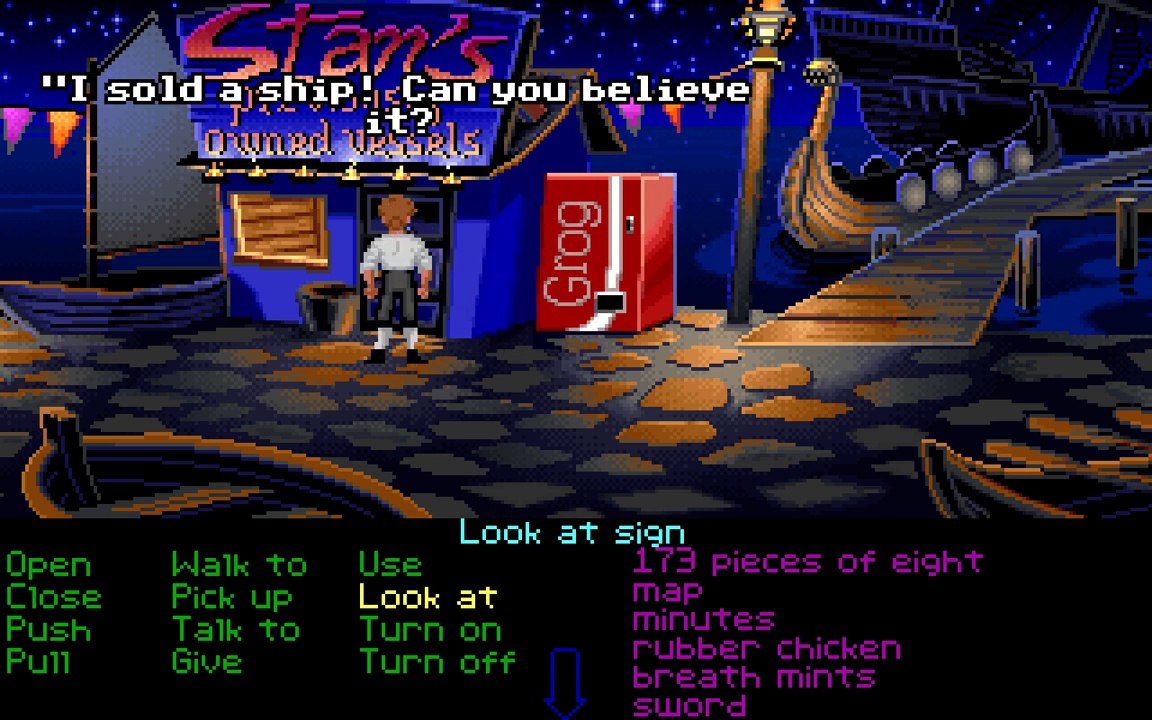 Stan's
"I sold a ship! Can you believe
it?
owned vessels
Grog
Look at sign
Open
Walk to
Use
173 pieces of eight
Close
Pick up
Look at
map
minutes
Push
Talk to
Turn on
rubber chicken
Pull
Give
Turn off
breath mints
sword